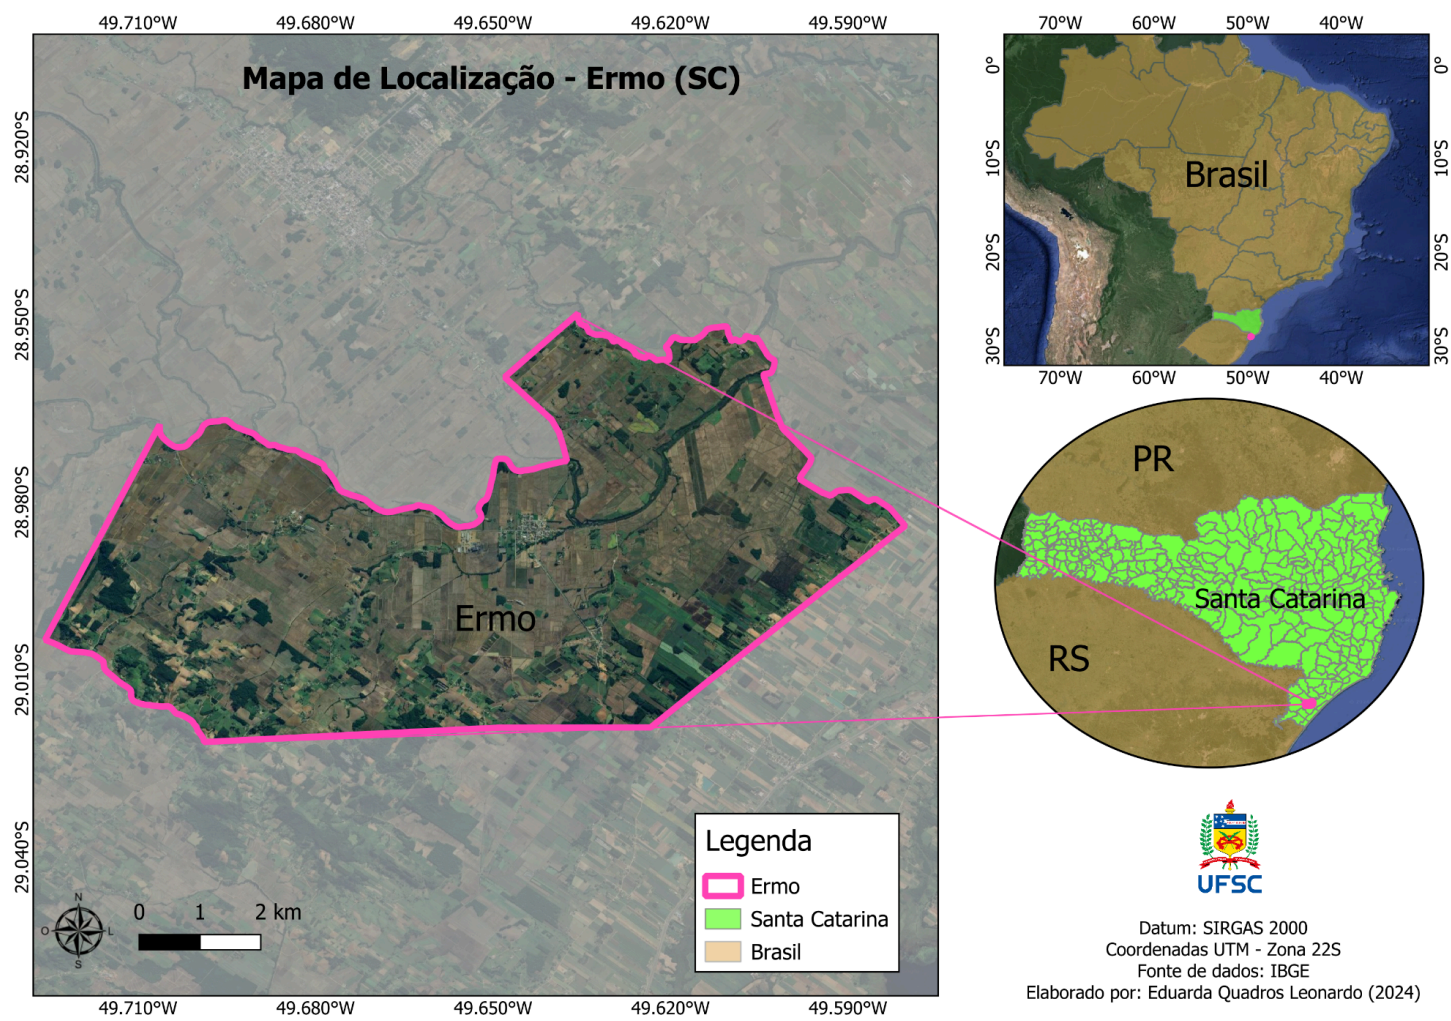 49.710°W 49.680°W 49.650°W 49.620°W 49.590°W
Mapa de Localização - Ermo (SC)
28.920°S
28.950°S
28.980°S
29.010°S
29.040°S
Ermo
Legenda
Ermo
Santa Catarina
Brasil
N
O L
S
0 1 2 km
49.710°W 49.680°W 49.650°W 49.620°W 49.590°W
70°W 60°W 50°W 40°W
0° 0°
10°S 10°S
Brasil
20°S 20°S
30°S 30°S
70°W 60°W 50°W 40°W
PR
Santa Catarina
RS
UFSC
Datum: SIRGAS 2000
Coordenadas UTM - Zona 22S
Fonte de dados: IBGE
Elaborado por: Eduarda Quadros Leonardo (2024)